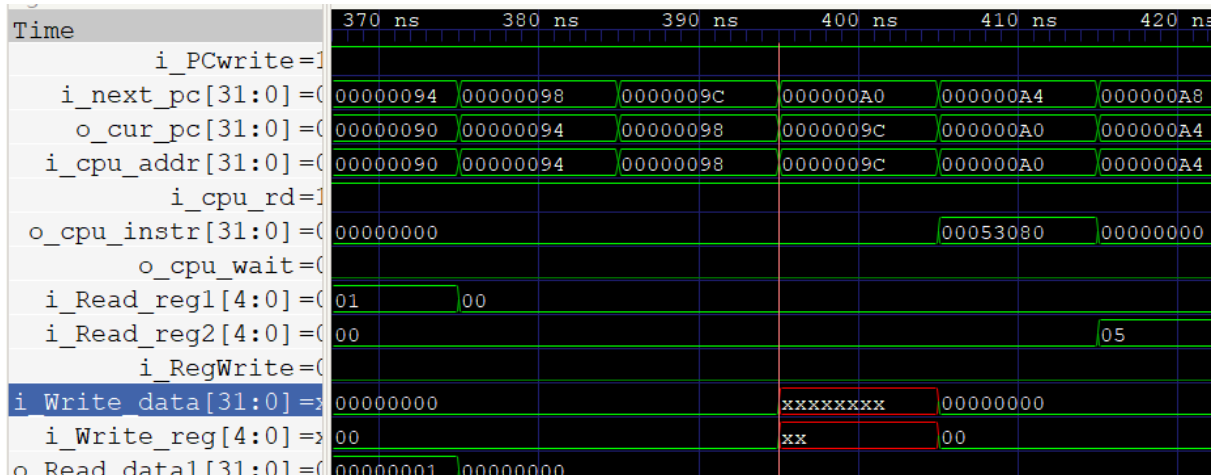 Time 370 ns 380 ns 390 ns 400 ns 410 ns 420 ns
i_PCwrite=1
i_next_pc[31:0]=0 00000094 00000098 0000009C 000000A0 000000A4 000000A8
o_cur_pc[31:0]=0 00000090 00000094 00000098 0000009C 000000A0 000000A4
i_cpu_addr[31:0]=0 00000090 00000094 00000098 0000009C 000000A0 000000A4
i_cpu_rd=1
o_cpu_instr[31:0]=0 00000000 00053080 00000000
o_cpu_wait=0
i_Read_reg1[4:0]=0 01 00
i_Read_reg2[4:0]=0 00 05
i_RegWrite=0
i_Write_data[31:0]=x 00000000 xxxxxxxx 00000000
i_Write_reg[4:0]=x 00 xx 00
o_Read_data1[31:0]=0 00000001 00000000